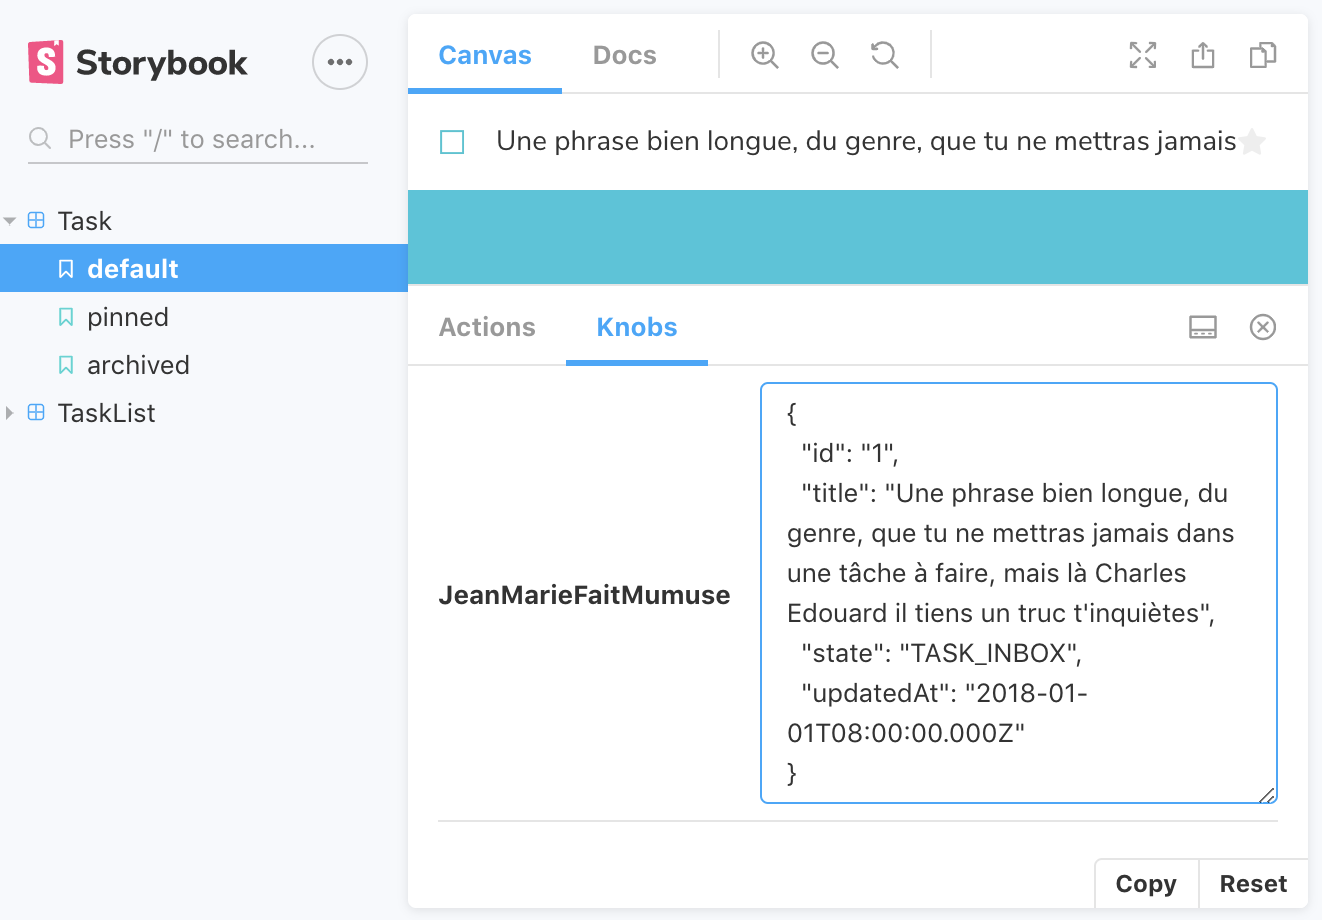 Storybook
Press "/" to search...
Task
default
pinned
archived
TaskList
Canvas
Docs
Une phrase bien longue, du genre, que tu ne mettras jamais
Actions
Knobs
JeanMarieFaitMumuse
{
"id": "1",
"title": "Une phrase bien longue, du
genre, que tu ne mettras jamais dans
une tâche à faire, mais là Charles
Edouard il tiens un truc t'inquiètes",
"state": "TASK_INBOX",
"updatedAt": "2018-01-
01T08:00:00.000Z"
}
Copy
Reset